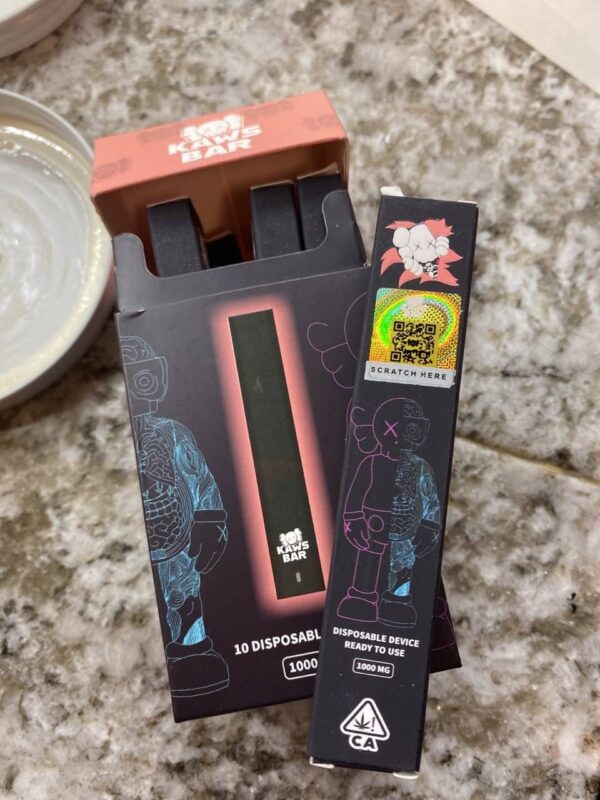 KAWS
BAR
SCRATCH HERE
KAWS
BAR
10 DISPOSABL
1000
DISPOSABLE DEVICE
READY TO USE
1000 MG
CA